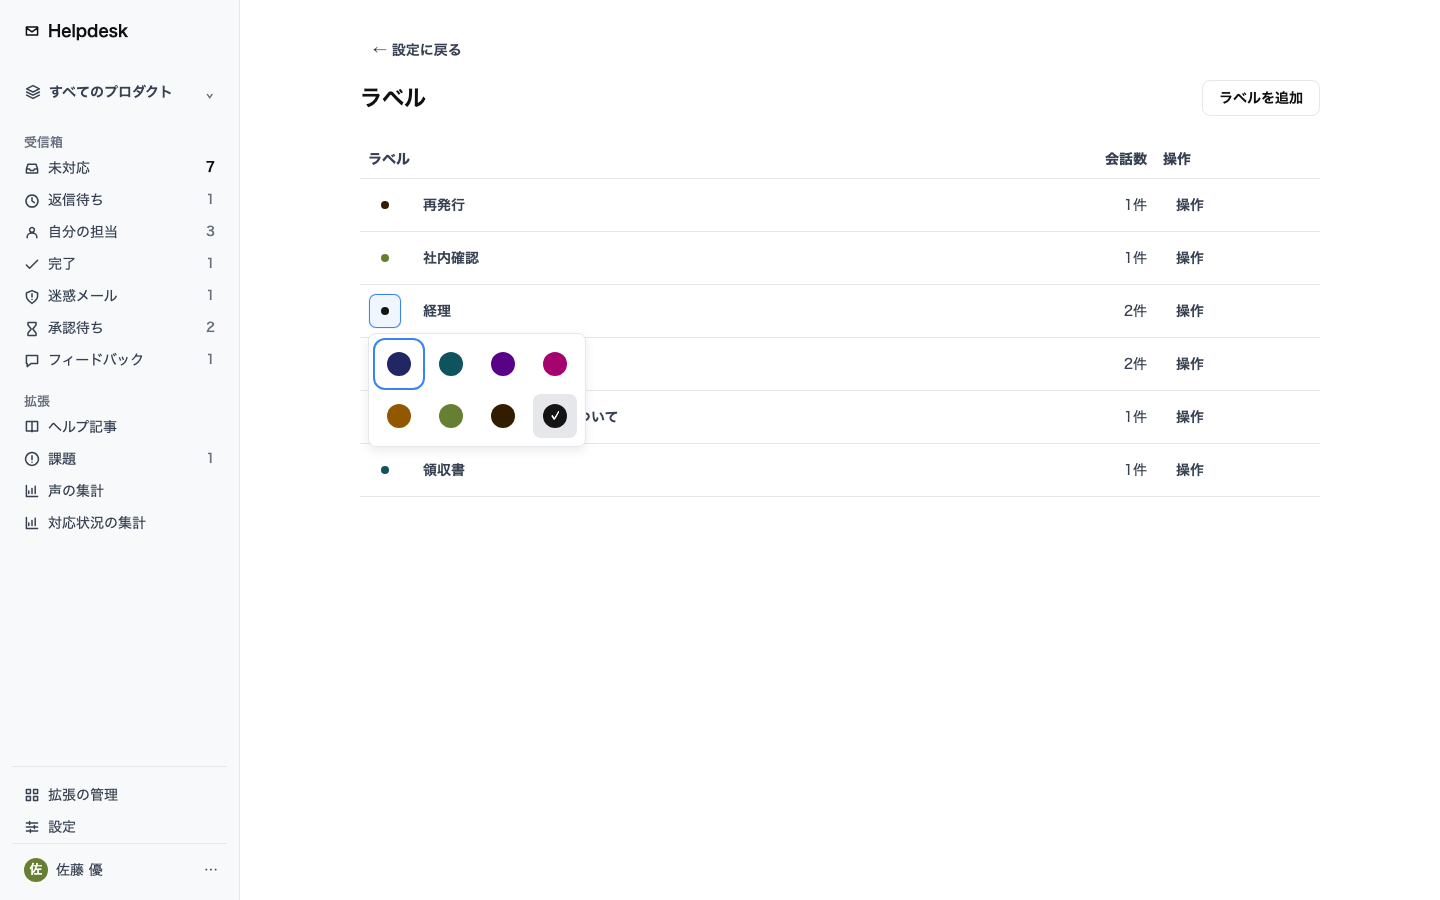 Helpdesk
すべてのプロダクト
受信箱
未対応 7
返信待ち 1
自分の担当 3
完了 1
迷惑メール 1
承認待ち 2
フィードバック 1
拡張
ヘルプ記事
課題 1
声の集計
対応状況の集計
拡張の管理
設定
佐 佐藤 優 …
← 設定に戻る
ラベル
ラベルを追加
ラベル 会話数 操作
再発行 1件 操作
社内確認 1件 操作
経理 2件 操作
2件 操作
ついて 1件 操作
領収書 1件 操作